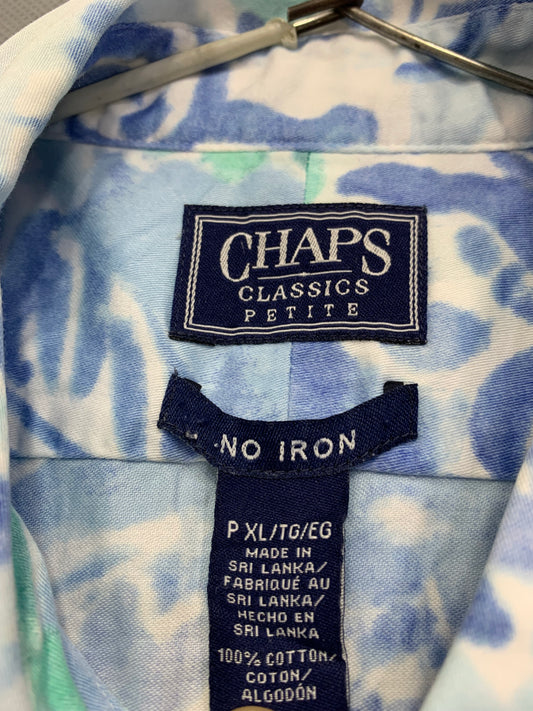 CHAPS
CLASSICS
PETITE
NO IRON
P XL/TG/EG
MADE IN
SRI LANKA/
FABRIQUÉ AU
SRI LANKA/
HECHO EN
SRI LANKA
100% COTTON/
COTON/
ALGODÓN